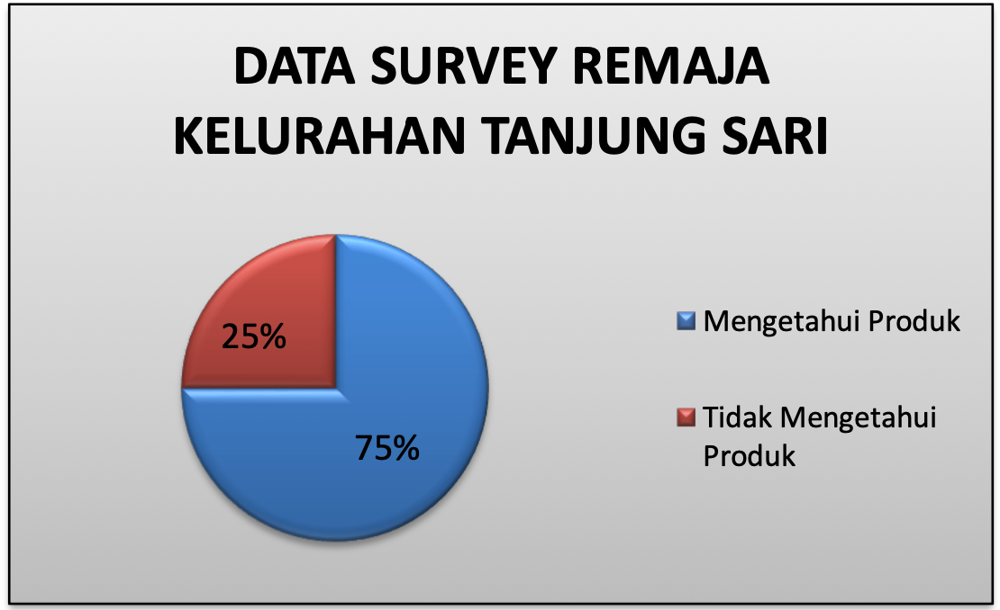 DATA SURVEY REMAJA
KELURAHAN TANJUNG SARI
25%
75%
Mengetahui Produk
Tidak Mengetahui
Produk